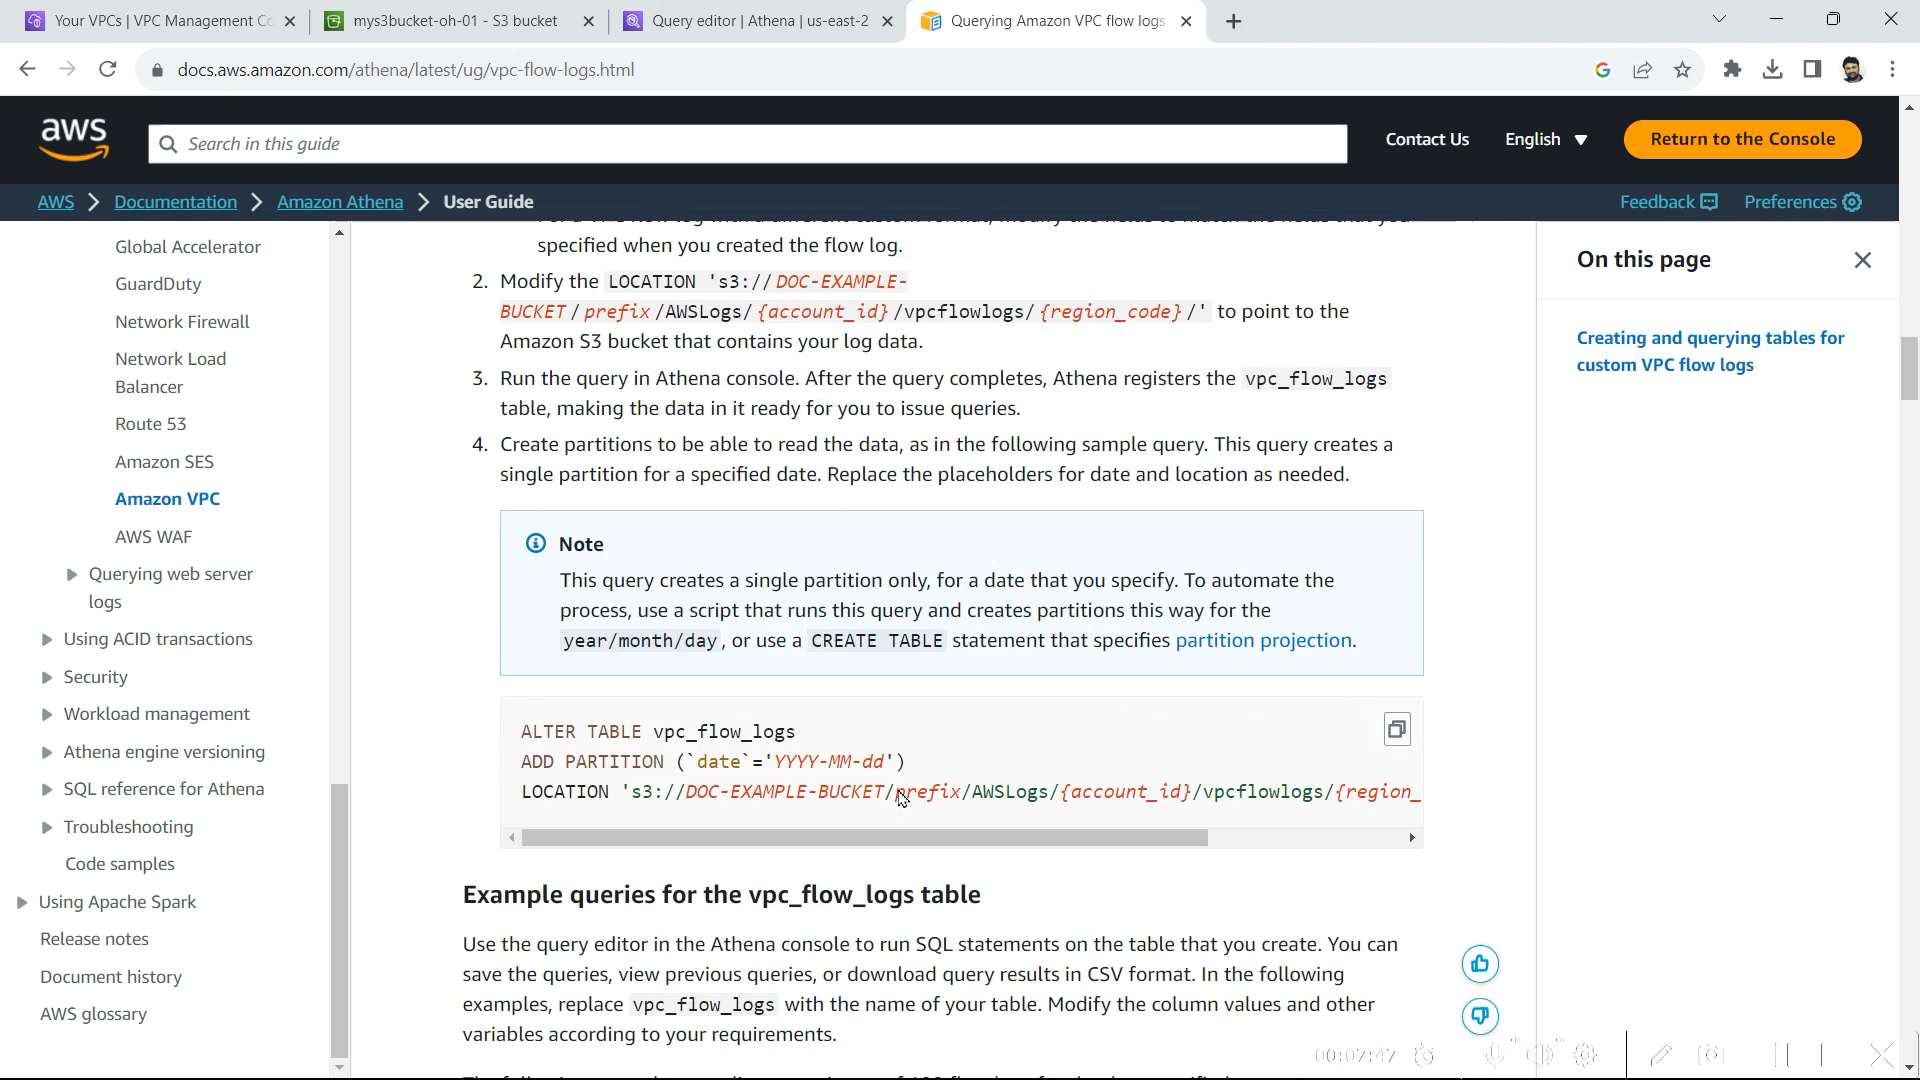 Your VPCs | VPC Management Co
mys3bucket-oh-01 - S3 bucket
Query editor | Athena | us-east-2
Querying Amazon VPC flow logs
docs.aws.amazon.com/athena/latest/ug/vpc-flow-logs.html
aws
Search in this guide
Contact Us
English
Return to the Console
AWS
Documentation
Amazon Athena
User Guide
Feedback
Preferences
Global Accelerator
GuardDuty
Network Firewall
Network Load
Balancer
Route 53
Amazon SES
Amazon VPC
AWS WAF
Querying web server
logs
Using ACID transactions
Security
Workload management
Athena engine versioning
SQL reference for Athena
Troubleshooting
Code samples
Using Apache Spark
Release notes
Document history
AWS glossary
specified when you created the flow log.
2. Modify the LOCATION 's3://DOC-EXAMPLE-
BUCKET/prefix/AWSLogs/{account_id}/vpcflowlogs/{region_code}/' to point to the
Amazon S3 bucket that contains your log data.
3. Run the query in Athena console. After the query completes, Athena registers the vpc_flow_logs
table, making the data in it ready for you to issue queries.
4. Create partitions to be able to read the data, as in the following sample query. This query creates a
single partition for a specified date. Replace the placeholders for date and location as needed.
Note
This query creates a single partition only, for a date that you specify. To automate the
process, use a script that runs this query and creates partitions this way for the
year/month/day, or use a CREATE TABLE statement that specifies partition projection.
ALTER TABLE vpc_flow_logs
ADD PARTITION (`date`='YYYY-MM-dd')
LOCATION 's3://DOC-EXAMPLE-BUCKET/prefix/AWSLogs/{account_id}/vpcflowlogs/{region_
Example queries for the vpc_flow_logs table
Use the query editor in the Athena console to run SQL statements on the table that you create. You can
save the queries, view previous queries, or download query results in CSV format. In the following
examples, replace vpc_flow_logs with the name of your table. Modify the column values and other
variables according to your requirements.
On this page
Creating and querying tables for
custom VPC flow logs